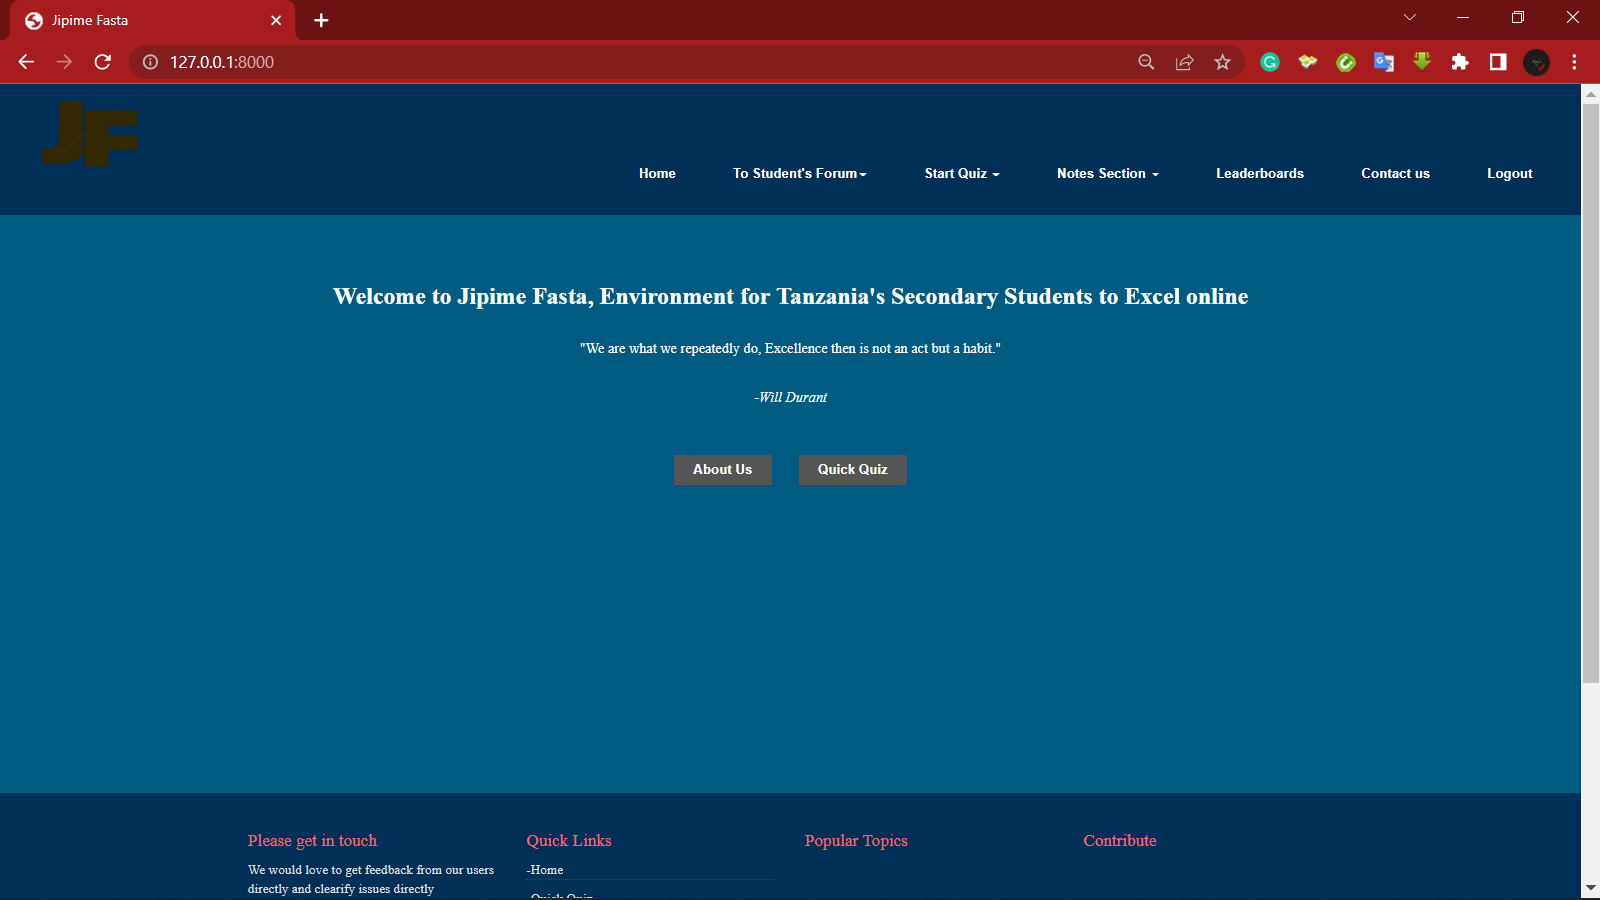 Jipime Fasta
127.0.0.1:8000
JF
Home To Student's Forum Start Quiz Notes Section Leaderboards Contact us Logout
Welcome to Jipime Fasta, Environment for Tanzania's Secondary Students to Excel online
"We are what we repeatedly do, Excellence then is not an act but a habit."
-Will Durant
About Us Quick Quiz
Please get in touch Quick Links Popular Topics Contribute
We would love to get feedback from our users
directly and clearify issues directly
-Home
-Quick Quiz